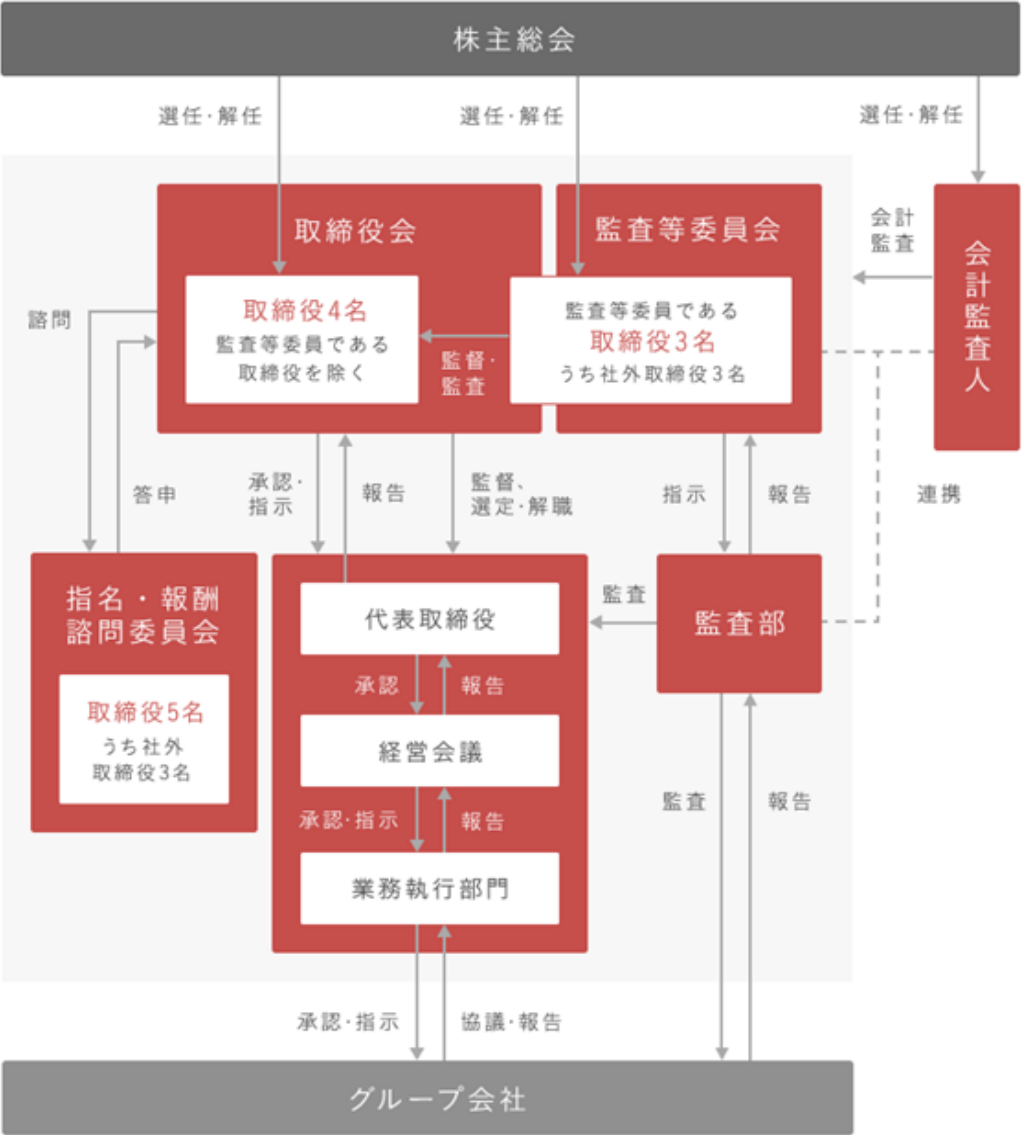 株主総会
選任・解任
選任・解任
選任・解任
取締役会
監査等委員会
会計
監査
会計監査人
取締役4名
監査等委員である
取締役を除く
監督・
監査
監査等委員である
取締役3名
うち社外取締役3名
諮問
答申
承認・
指示
報告
監督、
選定・解職
指示
報告
連携
指名・報酬
諮問委員会
取締役5名
うち社外
取締役3名
代表取締役
監査
監査部
承認
報告
経営会議
承認・指示
報告
監査
報告
業務執行部門
承認・指示
協議・報告
グループ会社